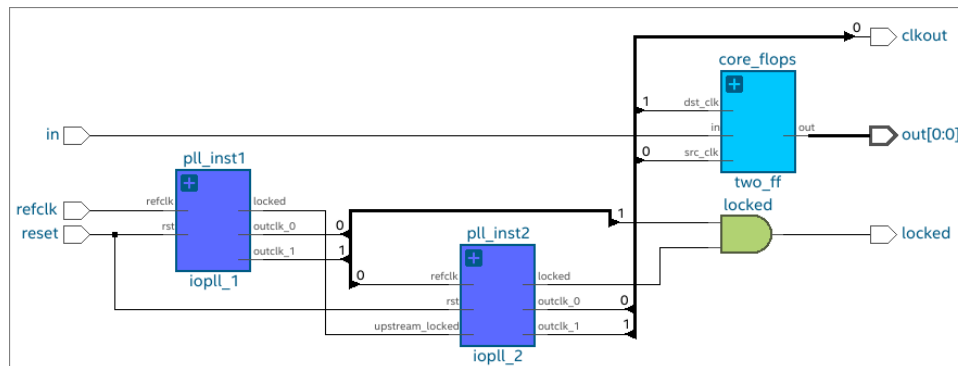 0
clkout
core_flops
1
dst_clk
in
in
out
out[0:0]
0
src_clk
two_ff
pll_inst1
refclk
refclk
locked
reset
rst
outclk_0
0
outclk_1
1
iopll_1
1
locked
locked
pll_inst2
0
refclk
locked
rst
outclk_0
0
upstream_locked
outclk_1
1
iopll_2